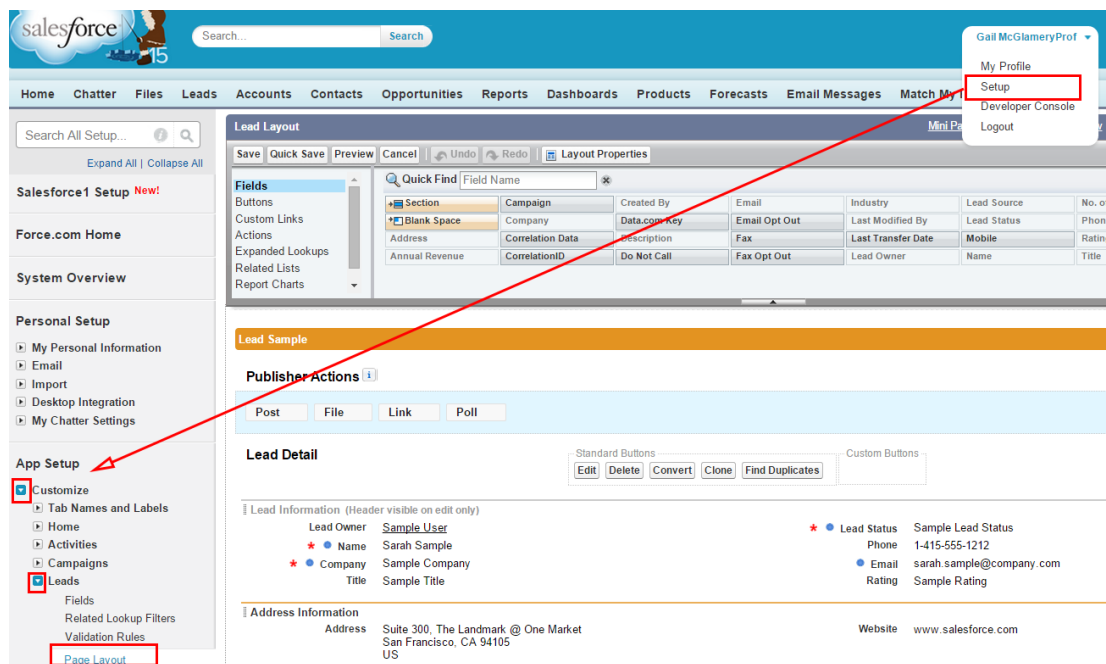 salesforce
15
Search...
Search
Gail McGlameryProf
My Profile
Setup
Developer Console
Logout
Home Chatter Files Leads Accounts Contacts Opportunities Reports Dashboards Products Forecasts Email Messages Match My
Search All Setup...
Expand All | Collapse All
Salesforce1 Setup New!
Force.com Home
System Overview
Personal Setup
My Personal Information
Email
Import
Desktop Integration
My Chatter Settings
App Setup
Customize
Tab Names and Labels
Home
Activities
Campaigns
Leads
Fields
Related Lookup Filters
Validation Rules
Page Layout
Lead Layout
Mini Pa
Save Quick Save Preview Cancel Undo Redo Layout Properties
Fields
Buttons
Custom Links
Actions
Expanded Lookups
Related Lists
Report Charts
Quick Find Field Name
Section Campaign Created By Email Industry Lead Source No. o
Blank Space Company Data.com Key Email Opt Out Last Modified By Lead Status Phon
Address Correlation Data Description Fax Last Transfer Date Mobile Ratin
Annual Revenue CorrelationID Do Not Call Fax Opt Out Lead Owner Name Title
Lead Sample
Publisher Actions
Post File Link Poll
Lead Detail
Standard Buttons
Edit Delete Convert Clone Find Duplicates
Custom Buttons
Lead Information (Header visible on edit only)
Lead Owner Sample User
* Name Sarah Sample
* Company Sample Company
Title Sample Title
* Lead Status Sample Lead Status
Phone 1-415-555-1212
Email sarah.sample@company.com
Rating Sample Rating
Address Information
Address Suite 300, The Landmark @ One Market
San Francisco, CA 94105
US
Website www.salesforce.com